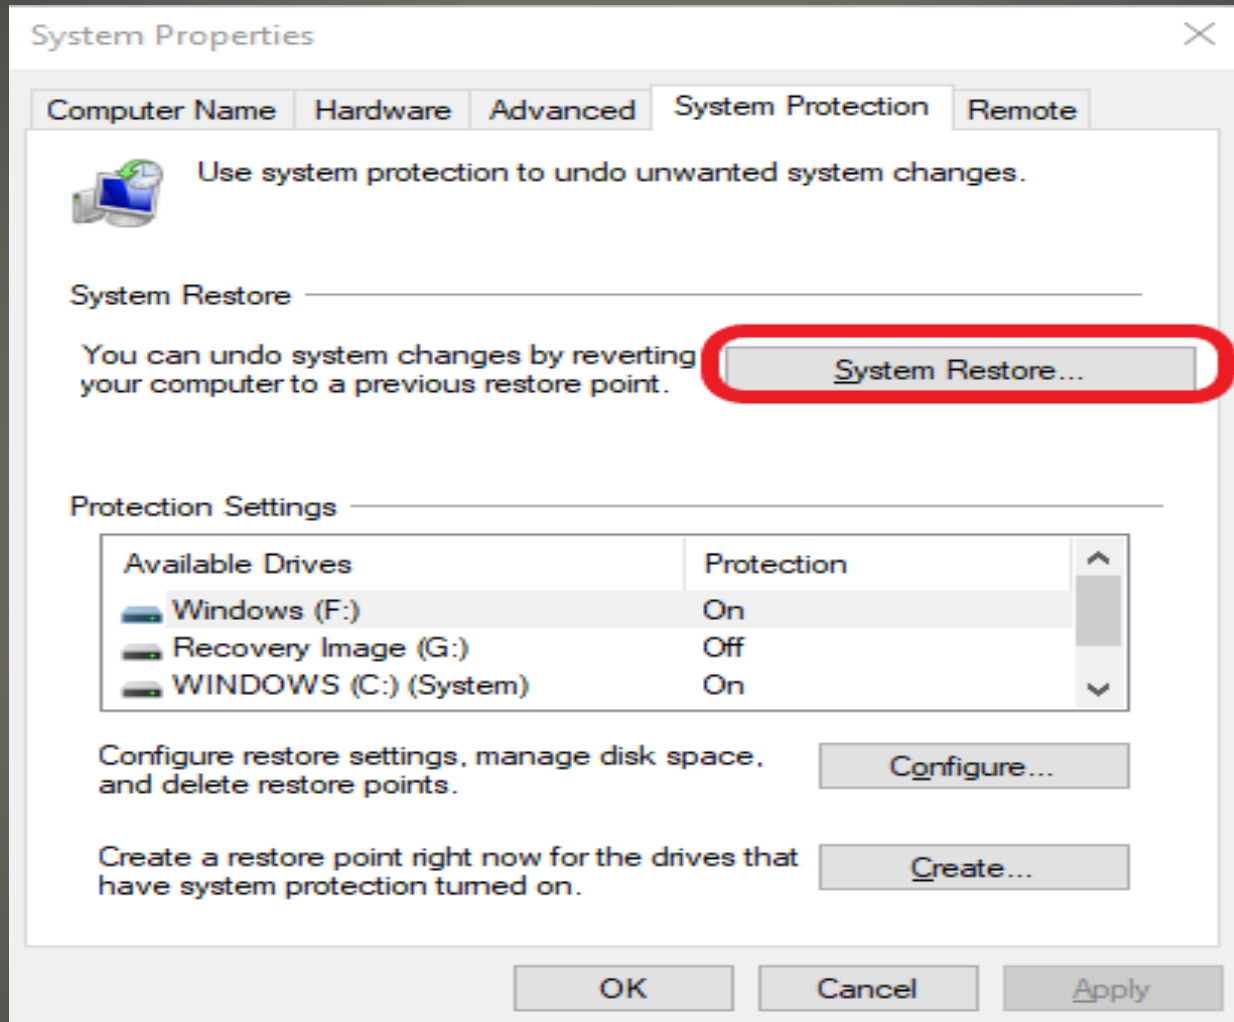 System Properties
Computer Name Hardware Advanced System Protection Remote
Use system protection to undo unwanted system changes.
System Restore
You can undo system changes by reverting
your computer to a previous restore point.
System Restore...
Protection Settings
Available Drives Protection
Windows (F:) On
Recovery Image (G:) Off
WINDOWS (C:) (System) On
Configure restore settings, manage disk space,
and delete restore points.
Configure...
Create a restore point right now for the drives that
have system protection turned on.
Create...
OK Cancel Apply